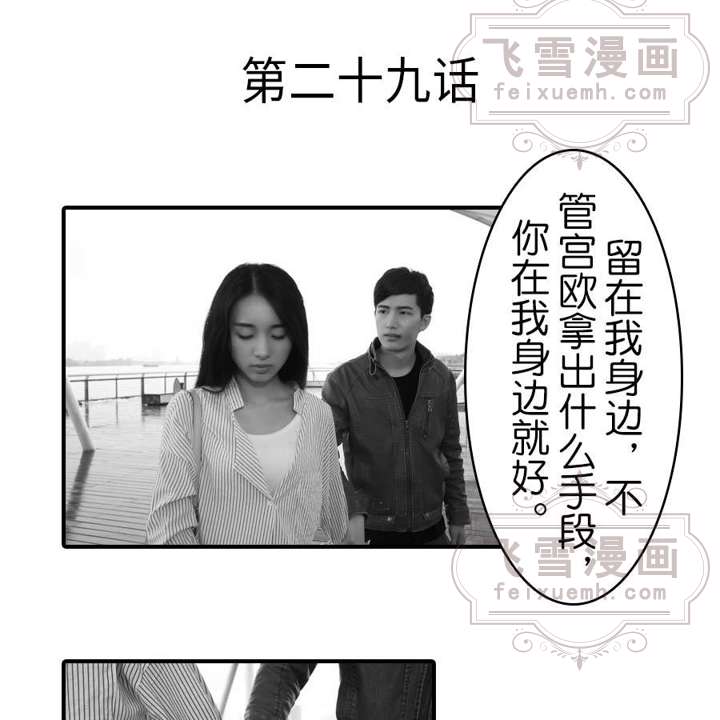 飞雪漫画
feixuemh.com
第二十九话
留在我身边，不
管宫欧拿出什么手段，
你在我身边就好。
飞雪漫画
feixuemh.com